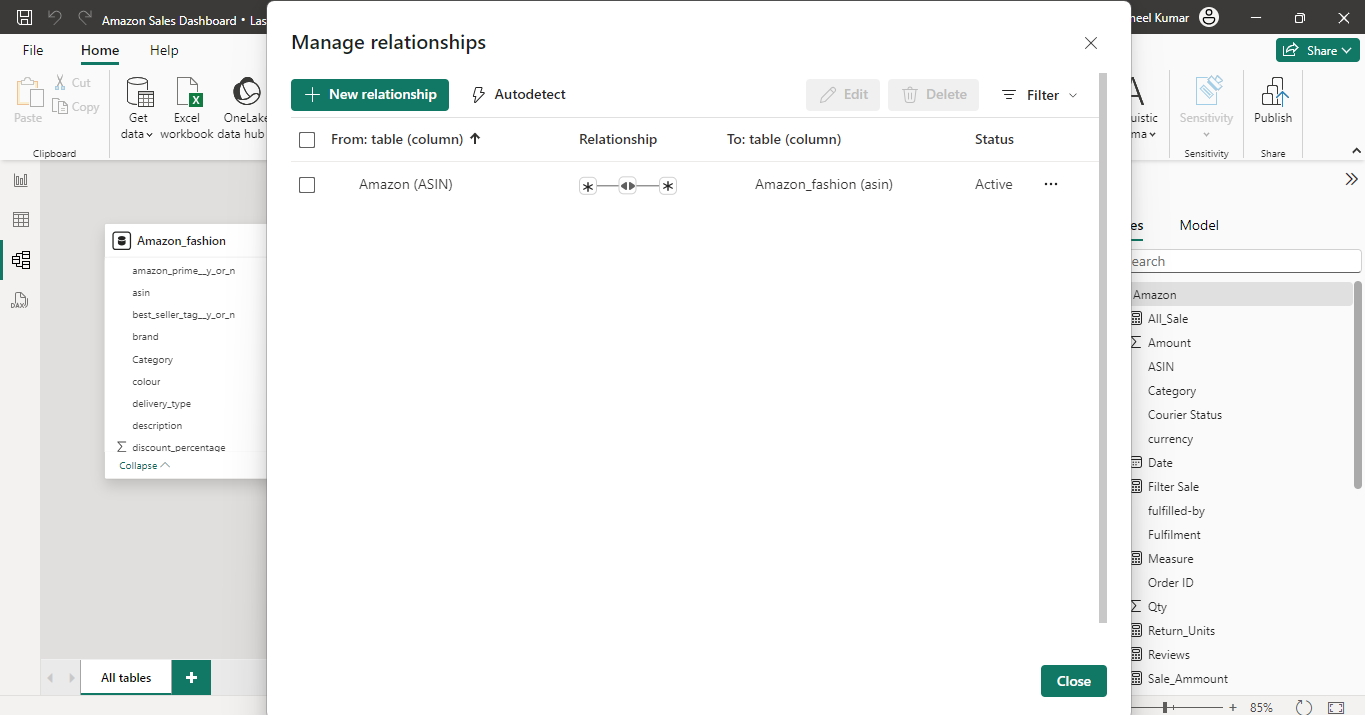 Amazon Sales Dashboard • Las
neel Kumar
File Home Help
Share
Paste
Cut
Copy
Clipboard
Get data
Excel workbook
OneLake data hub
uistic
ma
Sensitivity
Sensitivity
Publish
Share
Manage relationships
New relationship
Autodetect
Edit
Delete
Filter
From: table (column) Relationship To: table (column) Status
Amazon (ASIN) Amazon_fashion (asin) Active
Amazon_fashion
amazon_prime__y_or_n
asin
best_seller_tag__y_or_n
brand
Category
colour
delivery_type
description
discount_percentage
Collapse
es Model
earch
Amazon
All_Sale
Amount
ASIN
Category
Courier Status
currency
Date
Filter Sale
fulfilled-by
Fulfilment
Measure
Order ID
Qty
Return_Units
Reviews
Sale_Ammount
Close
All tables
85%